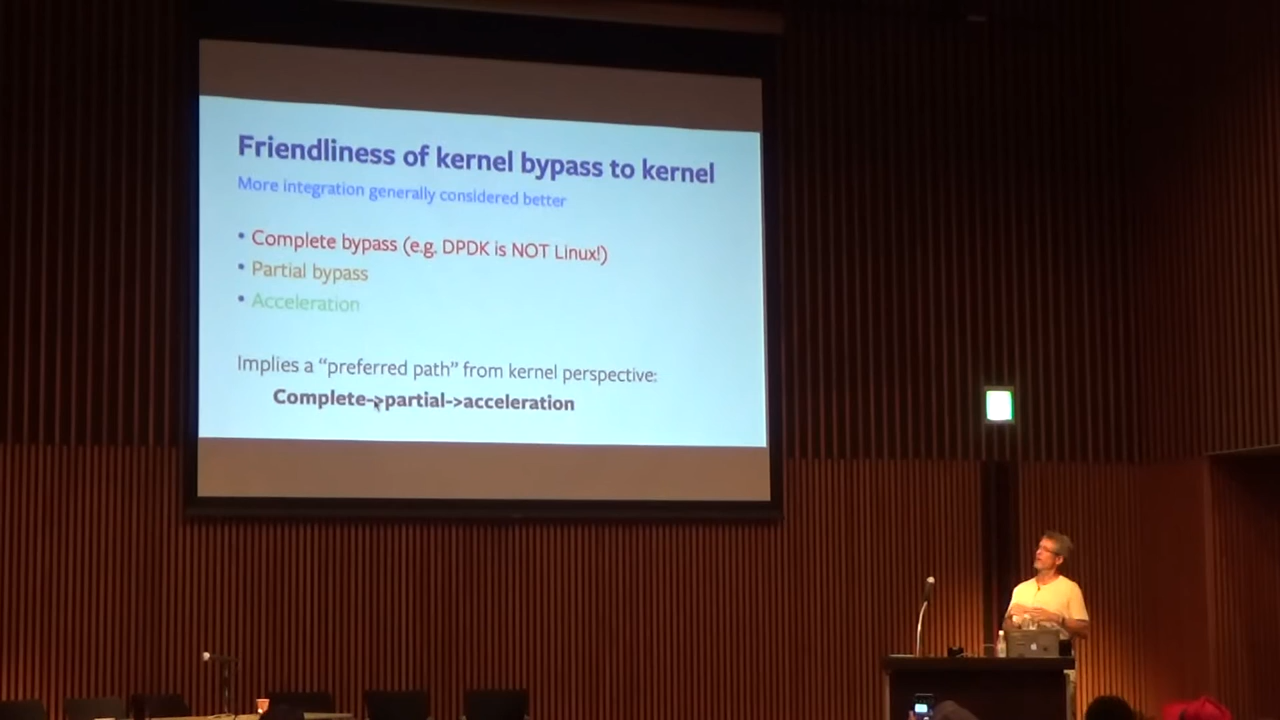 Friendliness of kernel bypass to kernel
More integration generally considered better
• Complete bypass (e.g. DPDK is NOT Linux!)
• Partial bypass
• Acceleration
Implies a “preferred path” from kernel perspective:
Complete->partial->acceleration